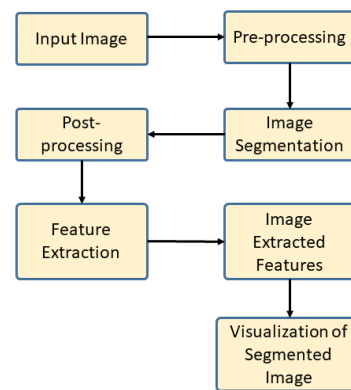 Input Image
Pre-processing
Image
Segmentation
Post-
processing
Feature
Extraction
Image
Extracted
Features
Visualization of
Segmented
Image